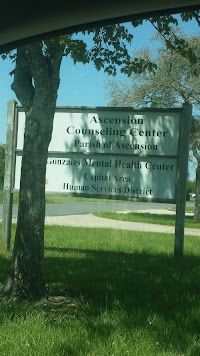 Ascension
Counseling Center
Parish of Ascension
Gonzales Mental Health Center
Capital Area
Human Services District